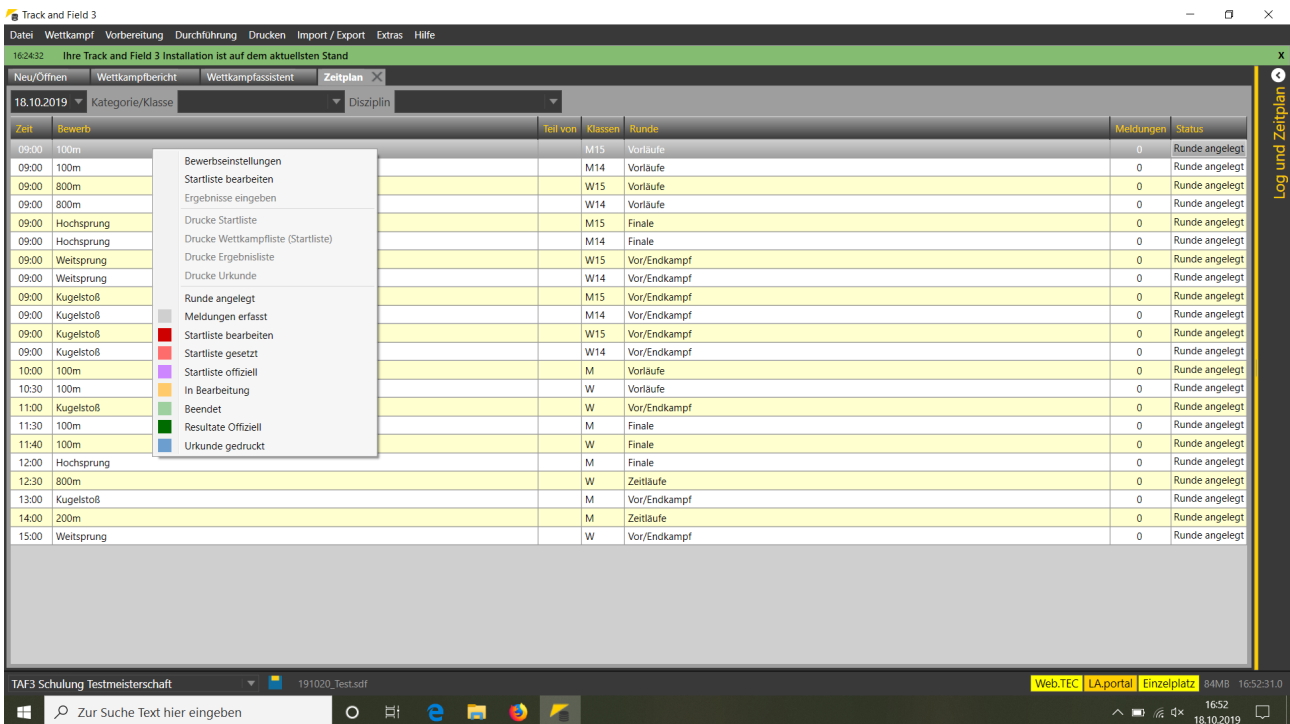 Track and Field 3
Datei Wettkampf Vorbereitung Durchführung Drucken Import / Export Extras Hilfe
16:24:32 Ihre Track and Field 3 Installation ist auf dem aktuellsten Stand X
Neu/Öffnen Wettkampfbericht Wettkampfassistent Zeitplan
18.10.2019 Kategorie/Klasse Disziplin
Log und Zeitplan
Zeit Bewerb Teil von Klassen Runde Meldungen Status
09:00 100m M15 Vorläufe 0 Runde angelegt
09:00 100m M14 Vorläufe 0 Runde angelegt
09:00 800m W15 Vorläufe 0 Runde angelegt
09:00 800m W14 Vorläufe 0 Runde angelegt
09:00 Hochsprung M15 Finale 0 Runde angelegt
09:00 Hochsprung M14 Finale 0 Runde angelegt
09:00 Weitsprung W15 Vor/Endkampf 0 Runde angelegt
09:00 Weitsprung W14 Vor/Endkampf 0 Runde angelegt
09:00 Kugelstoß M15 Vor/Endkampf 0 Runde angelegt
09:00 Kugelstoß M14 Vor/Endkampf 0 Runde angelegt
09:00 Kugelstoß W15 Vor/Endkampf 0 Runde angelegt
09:00 Kugelstoß W14 Vor/Endkampf 0 Runde angelegt
10:00 100m M Vorläufe 0 Runde angelegt
10:30 100m W Vorläufe 0 Runde angelegt
11:00 Kugelstoß W Vor/Endkampf 0 Runde angelegt
11:30 100m M Finale 0 Runde angelegt
11:40 100m W Finale 0 Runde angelegt
12:00 Hochsprung M Finale 0 Runde angelegt
12:30 800m W Zeitläufe 0 Runde angelegt
13:00 Kugelstoß M Vor/Endkampf 0 Runde angelegt
14:00 200m M Zeitläufe 0 Runde angelegt
15:00 Weitsprung W Vor/Endkampf 0 Runde angelegt
Bewerbseinstellungen
Startliste bearbeiten
Ergebnisse eingeben
Drucke Startliste
Drucke Wettkampfliste (Startliste)
Drucke Ergebnisliste
Drucke Urkunde
Runde angelegt
Meldungen erfasst
Startliste bearbeiten
Startliste gesetzt
Startliste offiziell
In Bearbeitung
Beendet
Resultate Offiziell
Urkunde gedruckt
TAF3 Schulung Testmeisterschaft 191020_Test.sdf Web.TEC LA.portal Einzelplatz 84MB 16:52:31.0
Zur Suche Text hier eingeben
16:52
18.10.2019